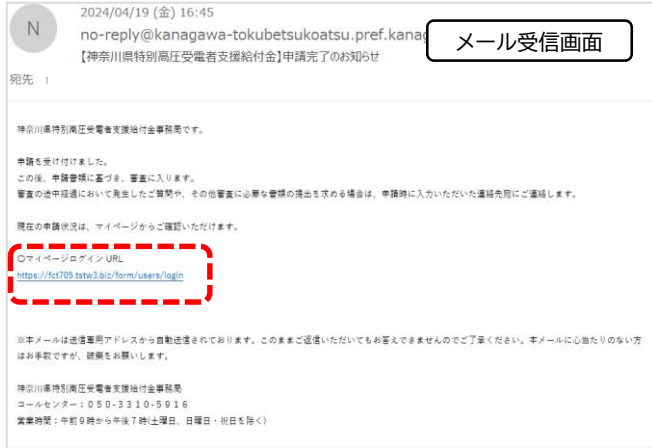 N
2024/04/19 (金) 16:45
no-reply@kanagawa-tokubetsukoatsu.pref.kanag
メール受信画面
【神奈川県特別高圧受電者支援給付金】申請完了のお知らせ
宛先
神奈川県特別高圧受電者支援給付金事務局です。
申請を受け付けました。
この後、申請書類に基づき、審査に入ります。
審査の途中経過において発生したご質問や、その他審査に必要な書類の提出を求める場合は、申請時に入力いただいた連絡先宛にご連絡します。
現在の申請状況は、マイページからご確認いただけます。
〇マイページログイン URL
https://fct705.tstw3.biz/form/users/login
※本メールは送信専用アドレスから自動送信されております。このままご返信いただいてもお答えできませんのでご了承ください。本メールに心当たりのない方
はお手数ですが、破棄をお願いします。
神奈川県特別高圧受電者支援給付金事務局
コールセンター：050-3310-5916
営業時間：午前９時から午後７時(土曜日、日曜日・祝日を除く)